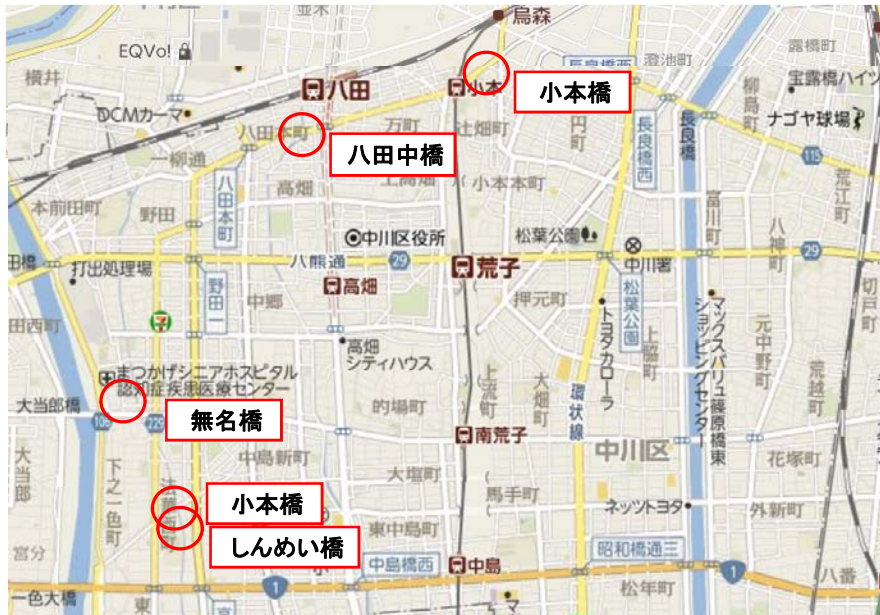 烏森
並木
EQVo!
澄池町
露橋町
横井
八田
小本
小本橋
宝露橋ハイツ
柳島町
DCMカーマ
八田本町
万町
辻畑町
長良橋西
長良橋
ナゴヤ球場
一柳通
八田中橋
115
高畑
小本本町
荒江町
本前田町
野田
八田本町
富川町
八神町
中川区役所
松葉公園
中川署
打出処理場
八熊通
29
荒子
29
野田一
高畑
中郷
押元町
松葉公園
切戸町
田西町
トヨタカローラ
上脇町
マックスバリュ篠原橋東
ショッピングセンター
元中野町
高畑
シティハウス
まつかげシニアホスピタル
認知症疾患医療センター
上流町
大畑町
荒越町
大当郎橋
無名橋
的場町
環状線
108
229
南荒子
中川区
大当郎
下之一色町
中島新町
花塚町
大塩町
馬手町
小本橋
ネッツトヨタ
外新町
東中島町
しんめい橋
宮分
中島橋西
中島
昭和橋通三
1
1
八番
一色大橋
東
松年町
マ